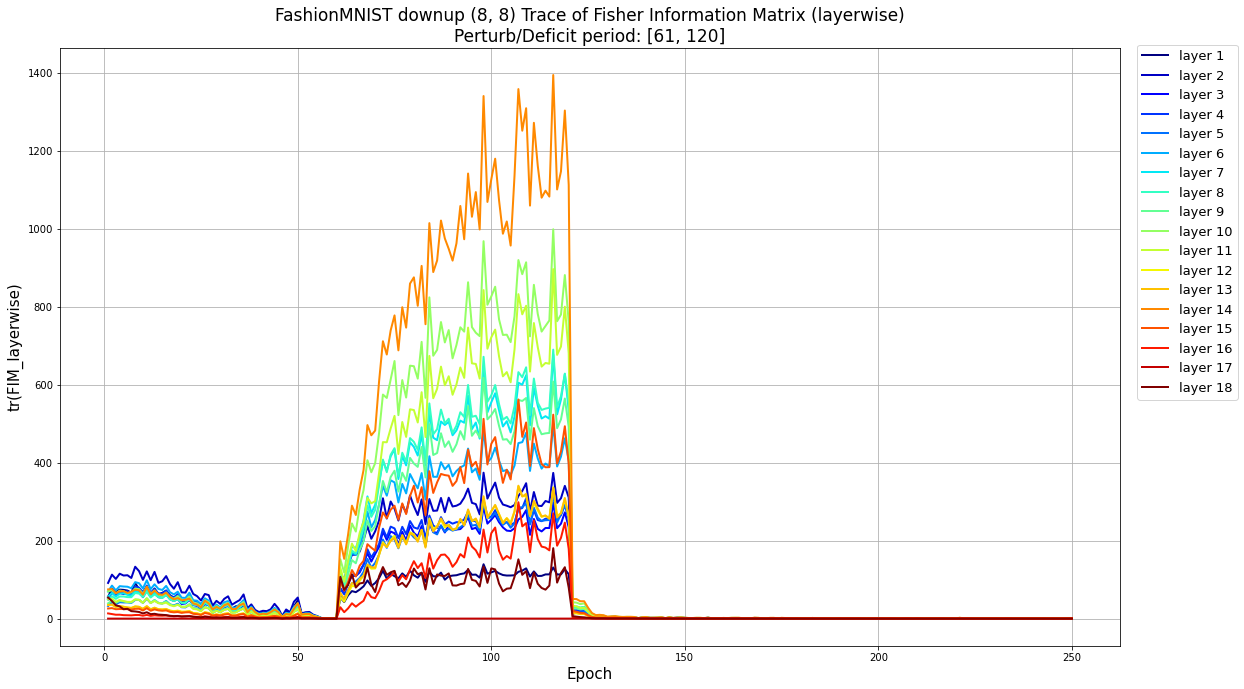 FashionMNIST downup (8, 8) Trace of Fisher Information Matrix (layerwise)
Perturb/Deficit period: [61, 120]
tr(FIM_layerwise)
1400
1200
1000
800
600
400
200
0
0 50 100 150 200 250
Epoch
layer 1
layer 2
layer 3
layer 4
layer 5
layer 6
layer 7
layer 8
layer 9
layer 10
layer 11
layer 12
layer 13
layer 14
layer 15
layer 16
layer 17
layer 18